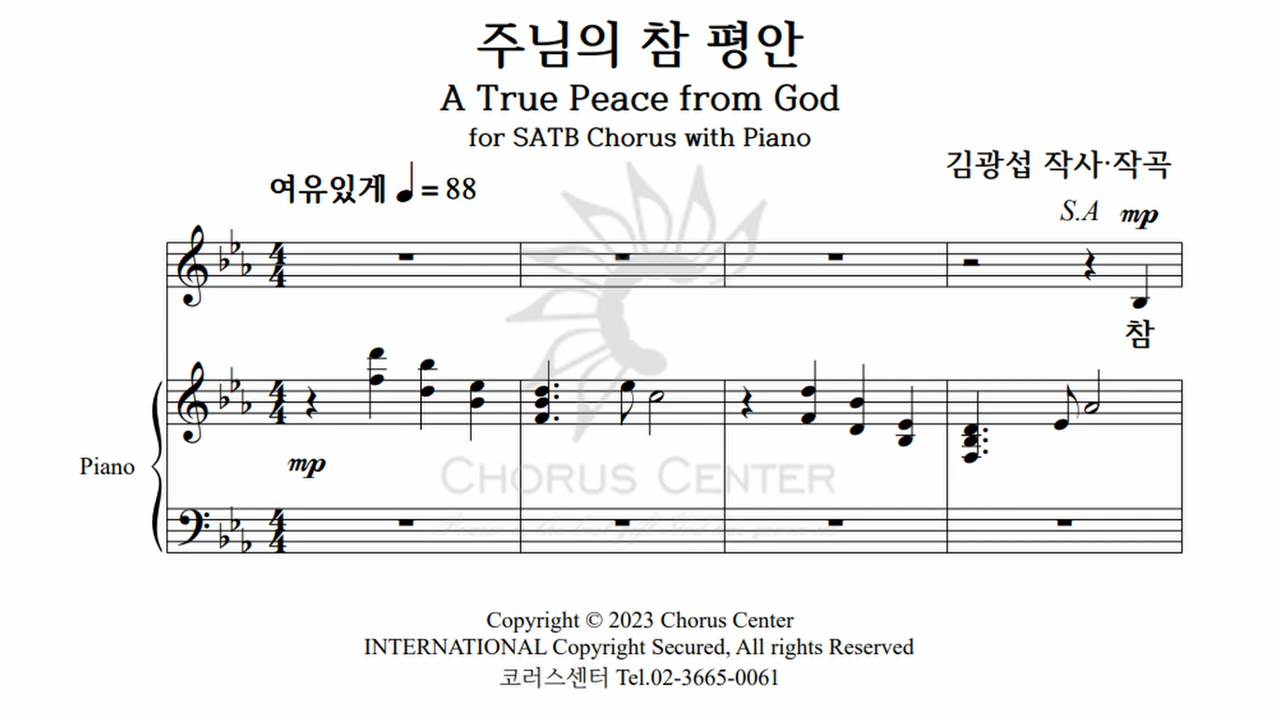 주님의 참 평안
A True Peace from God
for SATB Chorus with Piano
김광섭 작사·작곡
여유있게 ♩= 88
S.A mp
참
Piano
mp
CHORUS CENTER
Copyright © 2023 Chorus Center
INTERNATIONAL Copyright Secured, All rights Reserved
코러스센터 Tel.02-3665-0061